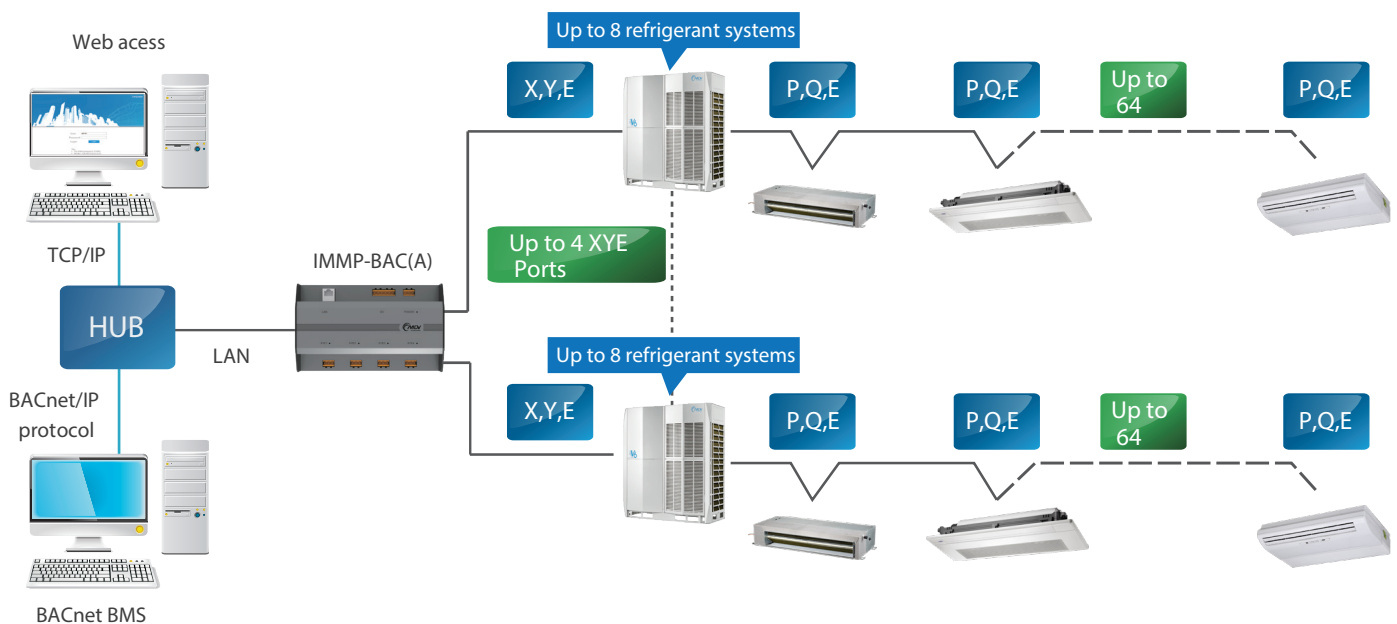 Web acess
Up to 8 refrigerant systems
X,Y,E
P,Q,E
P,Q,E
Up to
64
P,Q,E
TCP/IP
Up to 4 XYE
Ports
IMMP-BAC(A)
HUB
LAN
MDV
Up to 8 refrigerant systems
BACnet/IP
protocol
X,Y,E
P,Q,E
P,Q,E
Up to
64
P,Q,E
BACnet BMS